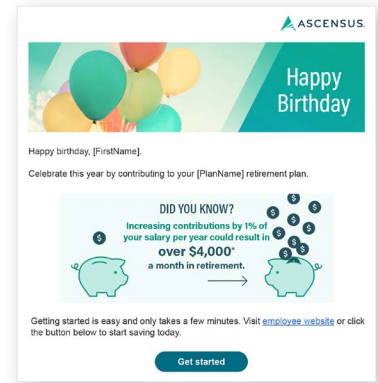 ASCENSUS.
Happy
Birthday
Happy birthday, [FirstName].
Celebrate this year by contributing to your [PlanName] retirement plan.
DID YOU KNOW?
Increasing contributions by 1% of
your salary per year could result in
over $4,000*
a month in retirement.
$
$
$
$
$
$
$
$
$
Getting started is easy and only takes a few minutes. Visit employee website or click
the button below to start saving today.
Get started